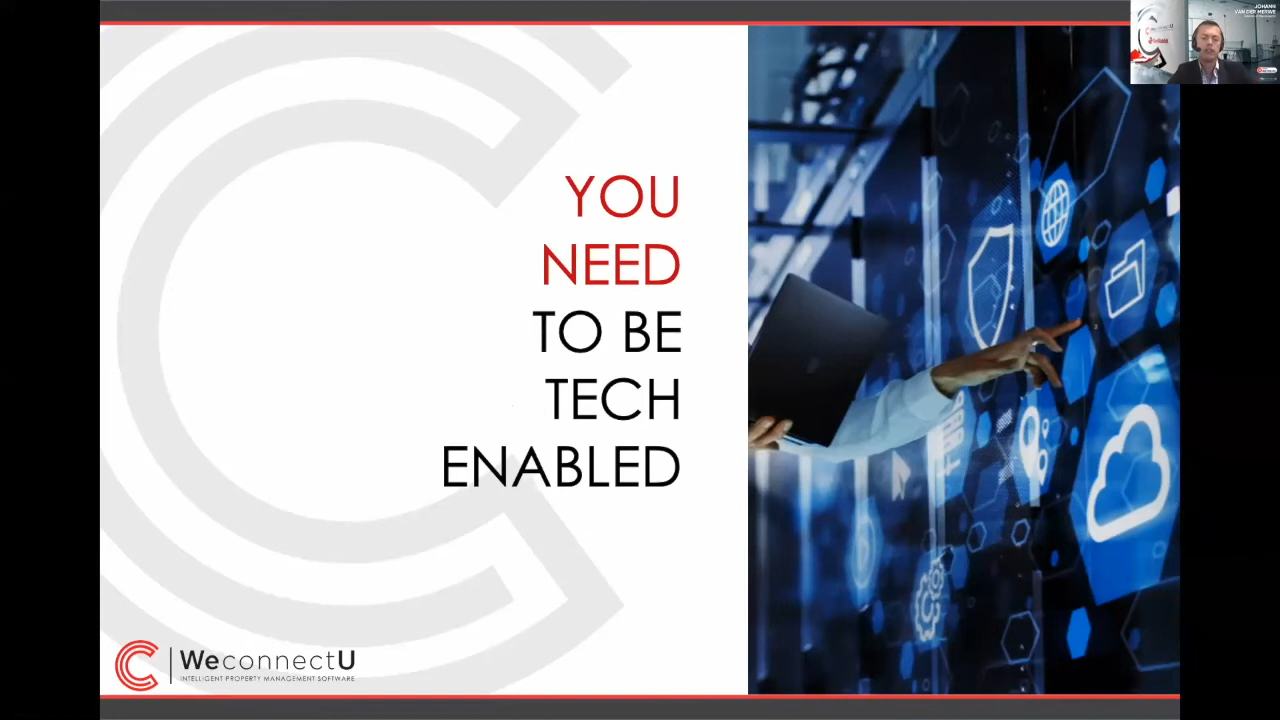 YOU
NEED
TO BE
TECH
ENABLED
WeconnectU
INTELLIGENT PROPERTY MANAGEMENT SOFTWARE
JOHANN
VAN DER MERWE